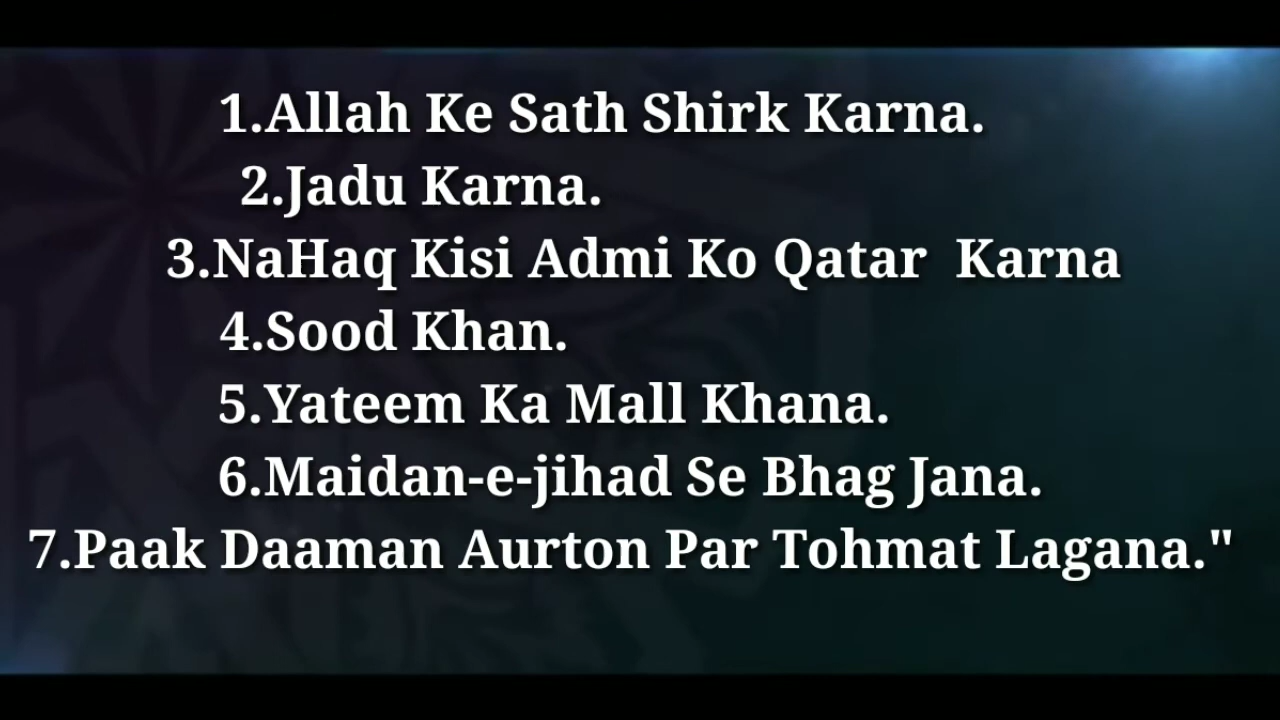 1.Allah Ke Sath Shirk Karna.
2.Jadu Karna.
3.NaHaq Kisi Admi Ko Qatar  Karna
4.Sood Khan.
5.Yateem Ka Mall Khana.
6.Maidan-e-jihad Se Bhag Jana.
7.Paak Daaman Aurton Par Tohmat Lagana."